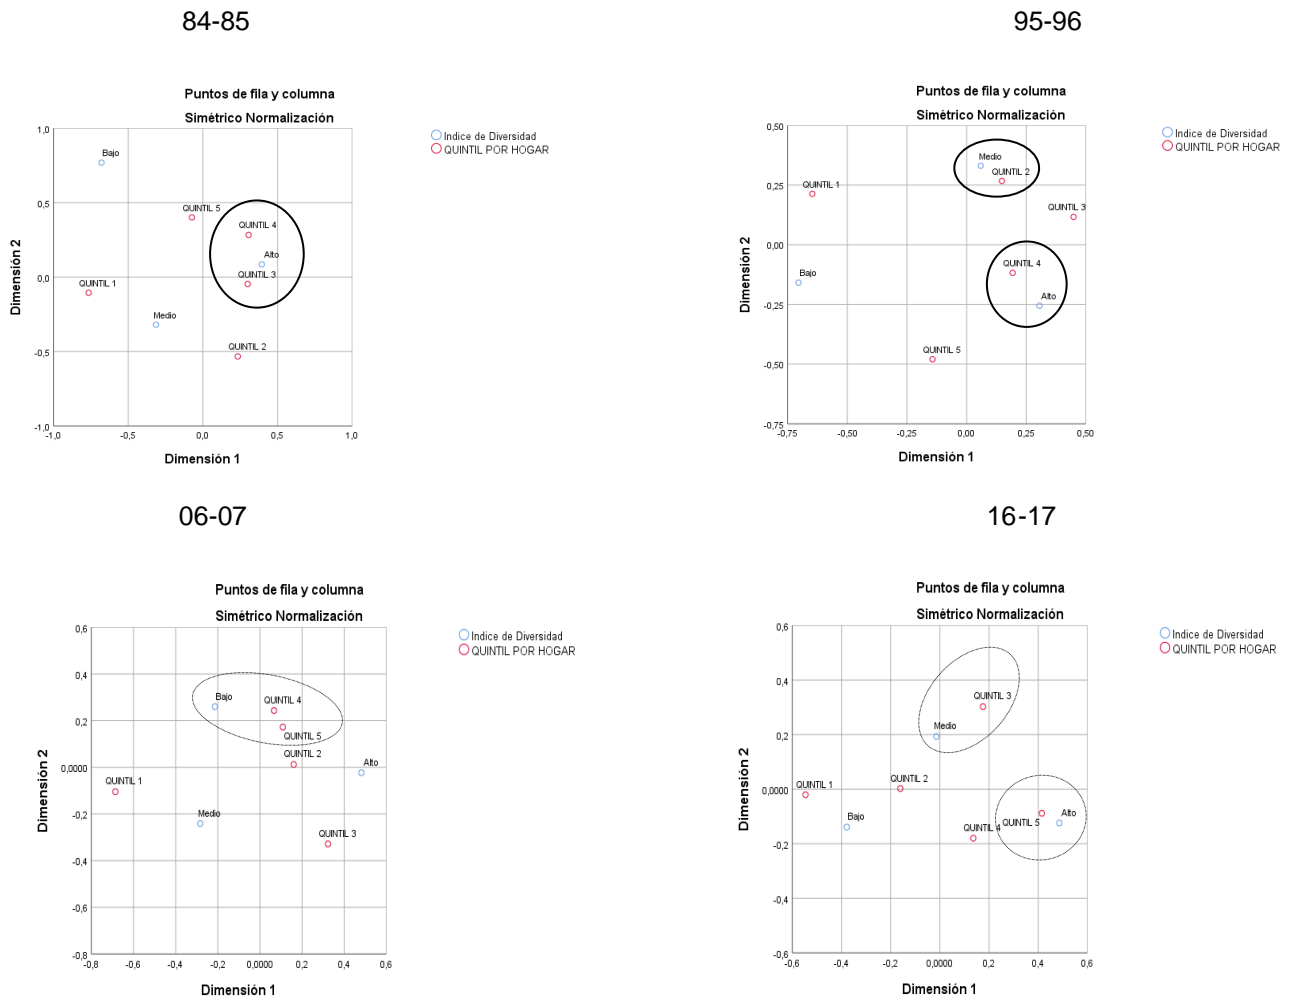 84-85
Puntos de fila y columna
Simétrico Normalización
Indice de Diversidad
QUINTIL POR HOGAR
1,0
0,5
0,0
-0,5
-1,0
Dimensión 2
Bajo
QUINTIL 5
QUINTIL 4
Alto
QUINTIL 3
QUINTIL 1
Medio
QUINTIL 2
-1,0 -0,5 0,0 0,5 1,0
Dimensión 1
95-96
Puntos de fila y columna
Simétrico Normalización
Indice de Diversidad
QUINTIL POR HOGAR
0,50
0,25
0,00
-0,25
-0,50
-0,75
Dimensión 2
Medio
QUINTIL 2
QUINTIL 1
QUINTIL 3
QUINTIL 4
Bajo
Alto
QUINTIL 5
-0,75 -0,50 -0,25 0,00 0,25 0,50
Dimensión 1
06-07
Puntos de fila y columna
Simétrico Normalización
Indice de Diversidad
QUINTIL POR HOGAR
0,6
0,4
0,2
0,0000
-0,2
-0,4
-0,6
-0,8
Dimensión 2
Bajo
QUINTIL 4
QUINTIL 5
QUINTIL 2
Alto
QUINTIL 1
Medio
QUINTIL 3
-0,8 -0,6 -0,4 -0,2 0,0000 0,2 0,4 0,6
Dimensión 1
16-17
Puntos de fila y columna
Simétrico Normalización
Indice de Diversidad
QUINTIL POR HOGAR
0,6
0,4
0,2
0,0000
-0,2
-0,4
-0,6
Dimensión 2
QUINTIL 3
Medio
QUINTIL 2
QUINTIL 1
Bajo
Alto
QUINTIL 5
QUINTIL 4
-0,6 -0,4 -0,2 0,0000 0,2 0,4 0,6
Dimensión 1